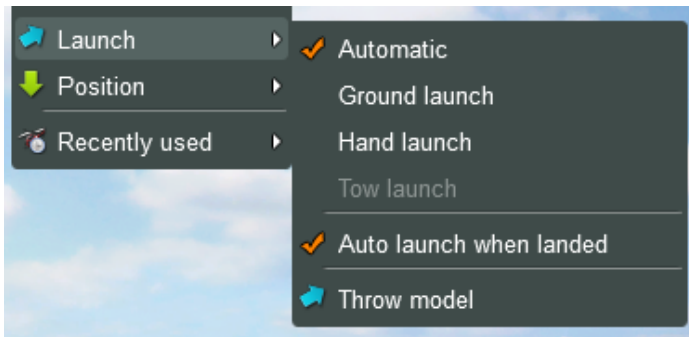 Launch
Position
Recently used
Automatic
Ground launch
Hand launch
Tow launch
Auto launch when landed
Throw model